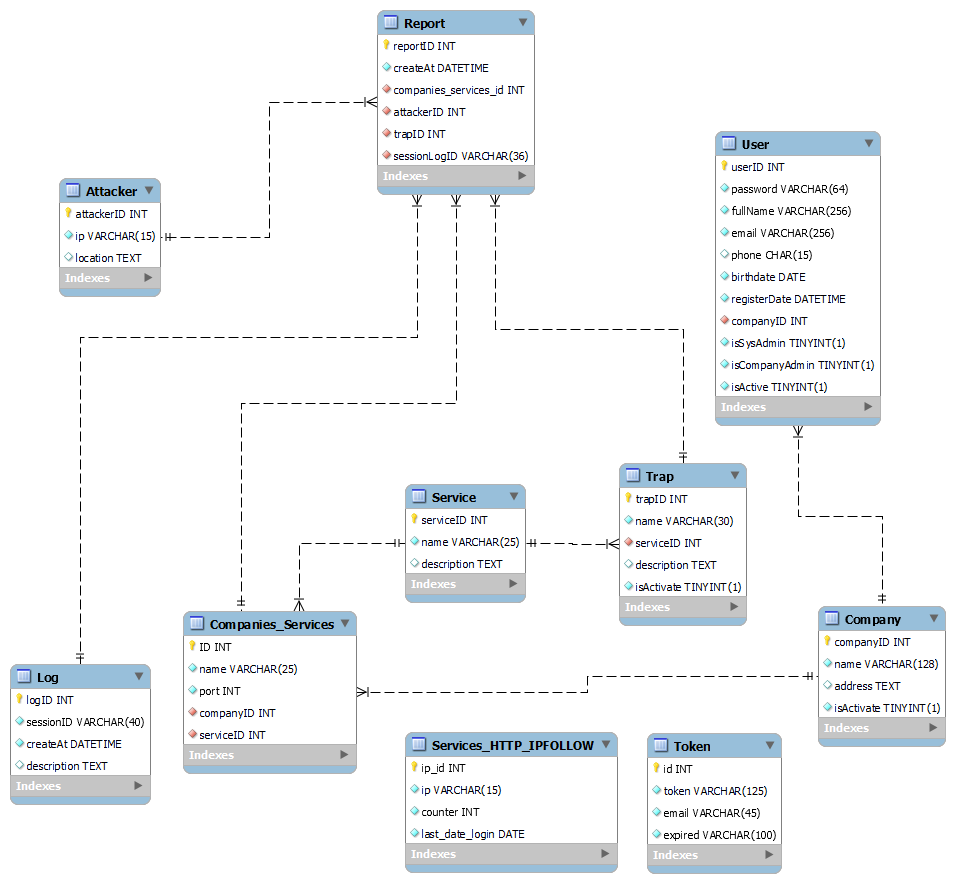 Report
reportID INT
createAt DATETIME
companies_services_id INT
attackerID INT
trapID INT
sessionLogID VARCHAR(36)
Indexes
User
userID INT
password VARCHAR(64)
fullName VARCHAR(256)
email VARCHAR(256)
phone CHAR(15)
birthdate DATE
registerDate DATETIME
companyID INT
isSysAdmin TINYINT(1)
isCompanyAdmin TINYINT(1)
isActive TINYINT(1)
Indexes
Attacker
attackerID INT
ip VARCHAR(15)
location TEXT
Indexes
Trap
trapID INT
name VARCHAR(30)
serviceID INT
description TEXT
isActivate TINYINT(1)
Indexes
Service
serviceID INT
name VARCHAR(25)
description TEXT
Indexes
Companies_Services
ID INT
name VARCHAR(25)
port INT
companyID INT
serviceID INT
Indexes
Company
companyID INT
name VARCHAR(128)
address TEXT
isActivate TINYINT(1)
Indexes
Log
logID INT
sessionID VARCHAR(40)
createAt DATETIME
description TEXT
Indexes
Services_HTTP_IPFOLLOW
ip_id INT
ip VARCHAR(15)
counter INT
last_date_login DATE
Indexes
Token
id INT
token VARCHAR(125)
email VARCHAR(45)
expired VARCHAR(100)
Indexes